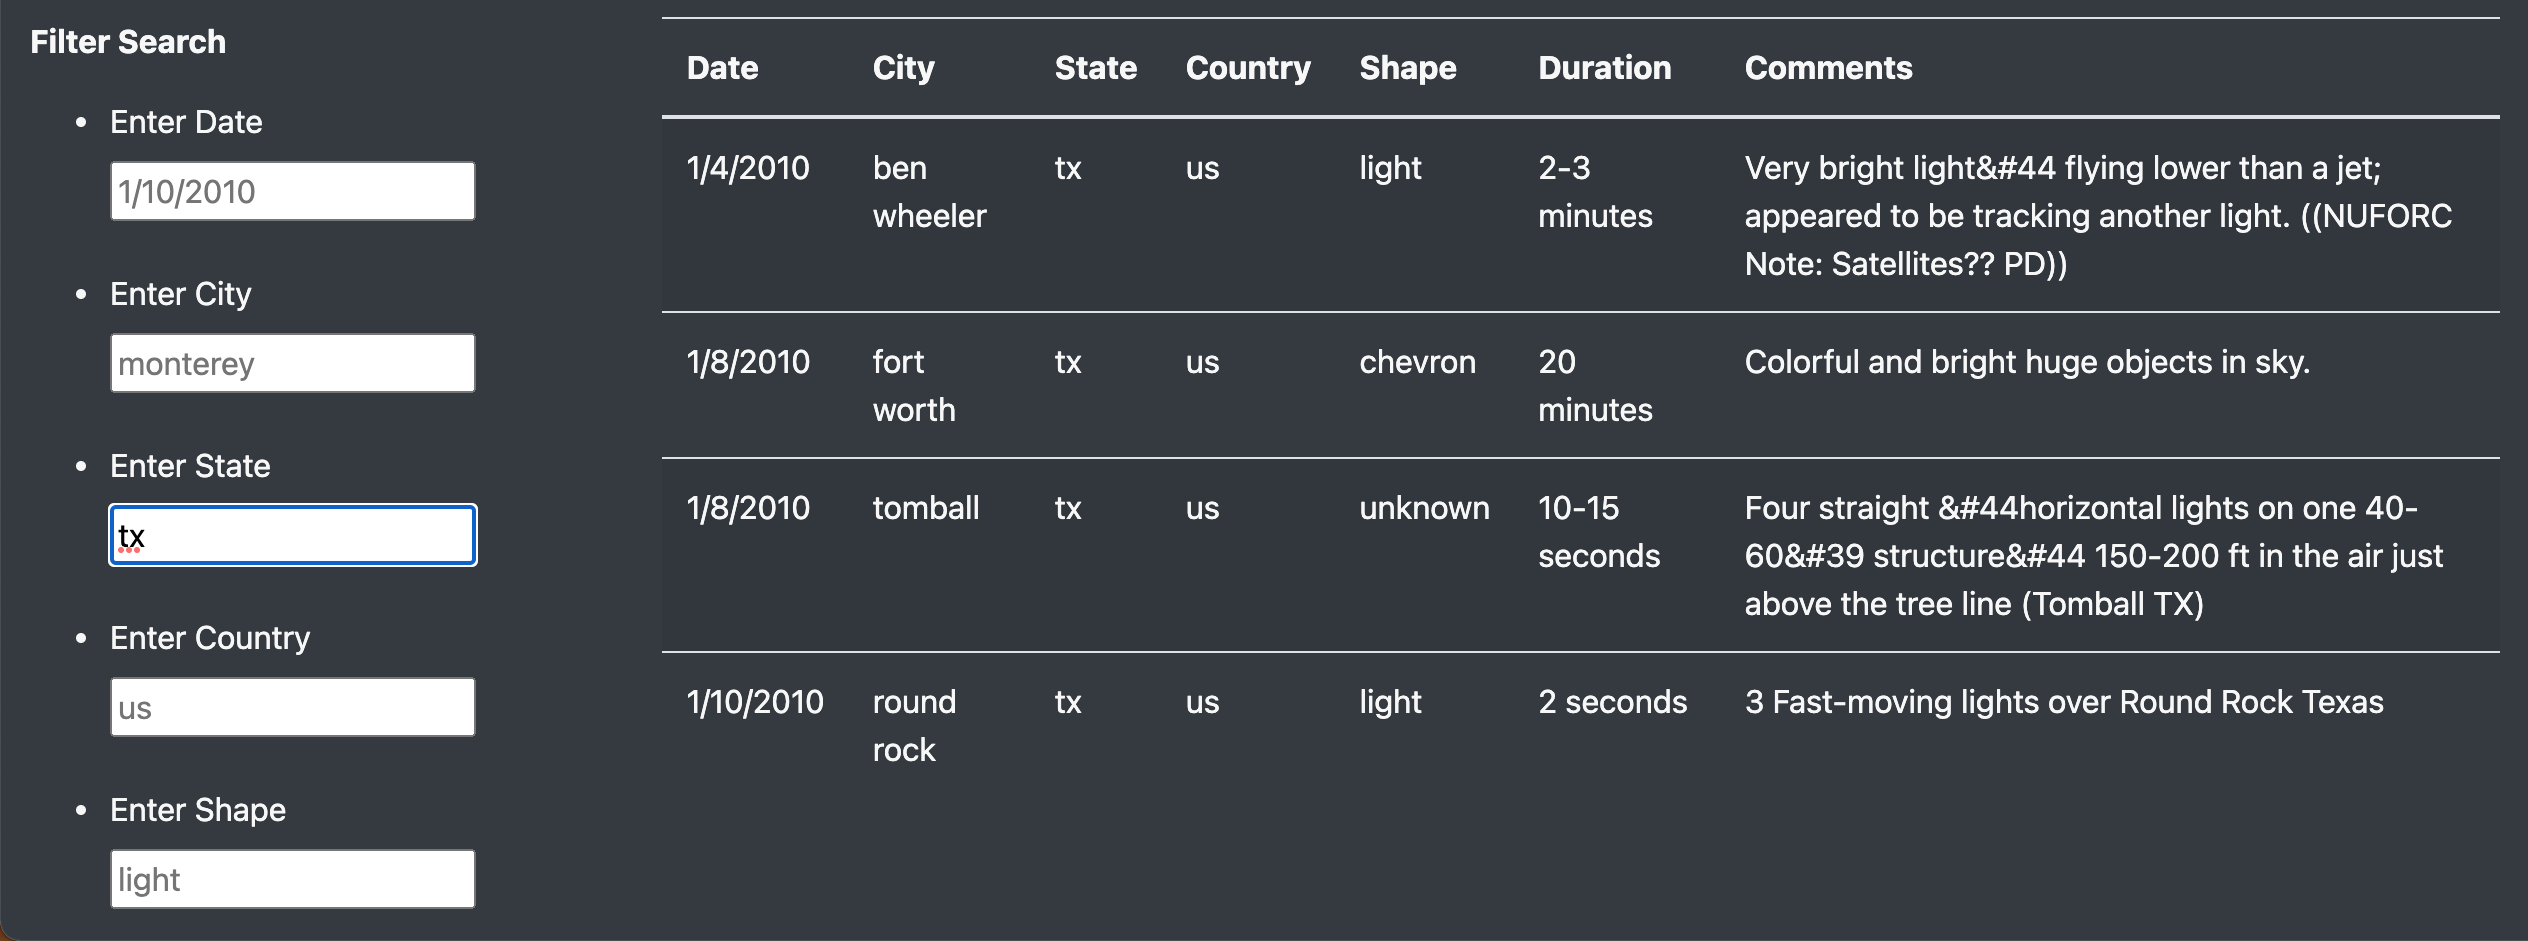 Filter Search
Enter Date
1/10/2010
Enter City
monterey
Enter State
tx
Enter Country
us
Enter Shape
light
Date City State Country Shape Duration Comments
1/4/2010 ben tx us light 2-3 Very bright light&#44 flying lower than a jet;
wheeler minutes appeared to be tracking another light. ((NUFORC
Note: Satellites?? PD))
1/8/2010 fort tx us chevron 20 Colorful and bright huge objects in sky.
worth minutes
1/8/2010 tomball tx us unknown 10-15 Four straight &#44horizontal lights on one 40-
seconds 60&#39 structure&#44 150-200 ft in the air just
above the tree line (Tomball TX)
1/10/2010 round tx us light 2 seconds 3 Fast-moving lights over Round Rock Texas
rock